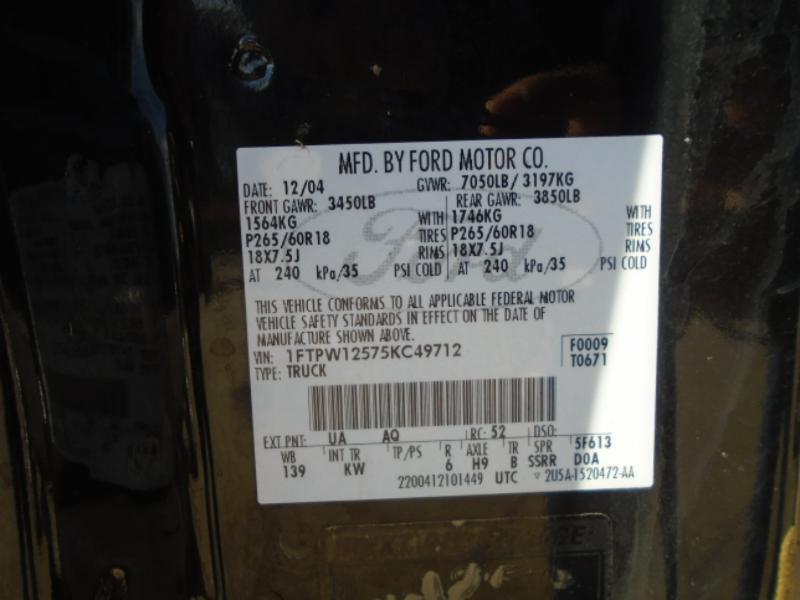 MFD. BY FORD MOTOR CO.
DATE: 12/04 GVWR: 7050LB/ 3197KG
FRONT GAWR: 3450LB REAR GAWR: 3850LB
1564KG WITH 1746KG WITH
P265/60R18 TIRES P265/60R18 TIRES
18X7.5J RIMS 18X7.5J RIMS
AT 240 kPa/35 PSI COLD AT 240 kPa/35 PSI COLD
Ford
THIS VEHICLE CONFORMS TO ALL APPLICABLE FEDERAL MOTOR
VEHICLE SAFETY STANDARDS IN EFFECT ON THE DATE OF
MANUFACTURE SHOWN ABOVE.
VIN: 1FTPW12575KC49712 F0009
TYPE: TRUCK T0671
EXT PNT: UA AQ RC: 52 DSO:
WB INT TR TP/PS R AXLE TR SPR 5F613
139 KW 6 H9 B SSRR DOA
2200412101449 UTC 2U5A-1520472-AA